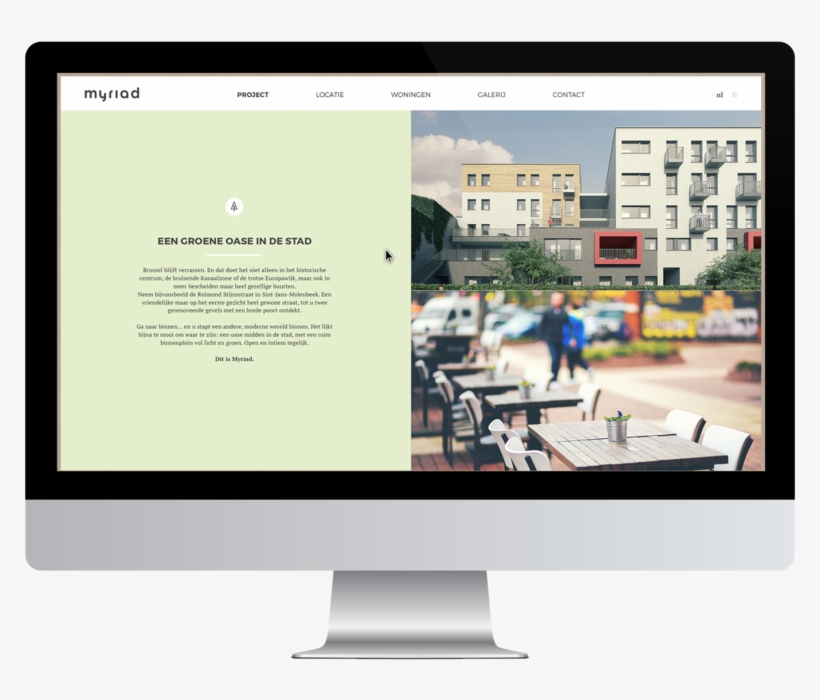 myriad
PROJECT LOCATIE WONINGEN GALERIJ CONTACT nl fr
EEN GROENE OASE IN DE STAD
Brussel blijft verrassen. En dat doet het niet alleen in het historische
centrum, de bruisende Kanaalzone of de trotse Europawijk, maar ook in
meer bescheiden maar heel gezellige buurten.
Neem bijvoorbeeld de Reimond Stijnsstraat in Sint-Jans-Molenbeek. Een
vriendelijke maar op het eerste gezicht heel gewone straat, tot u twee
gerenoveerde gevels met een brede poort ontdekt.
Ga naar binnen... en u stapt een andere, moderne wereld binnen. Het lijkt
bijna te mooi om waar te zijn: een oase midden in de stad, met een ruim
binnenplein vol licht en groen. Open en intiem tegelijk.
Dit is Myriad.